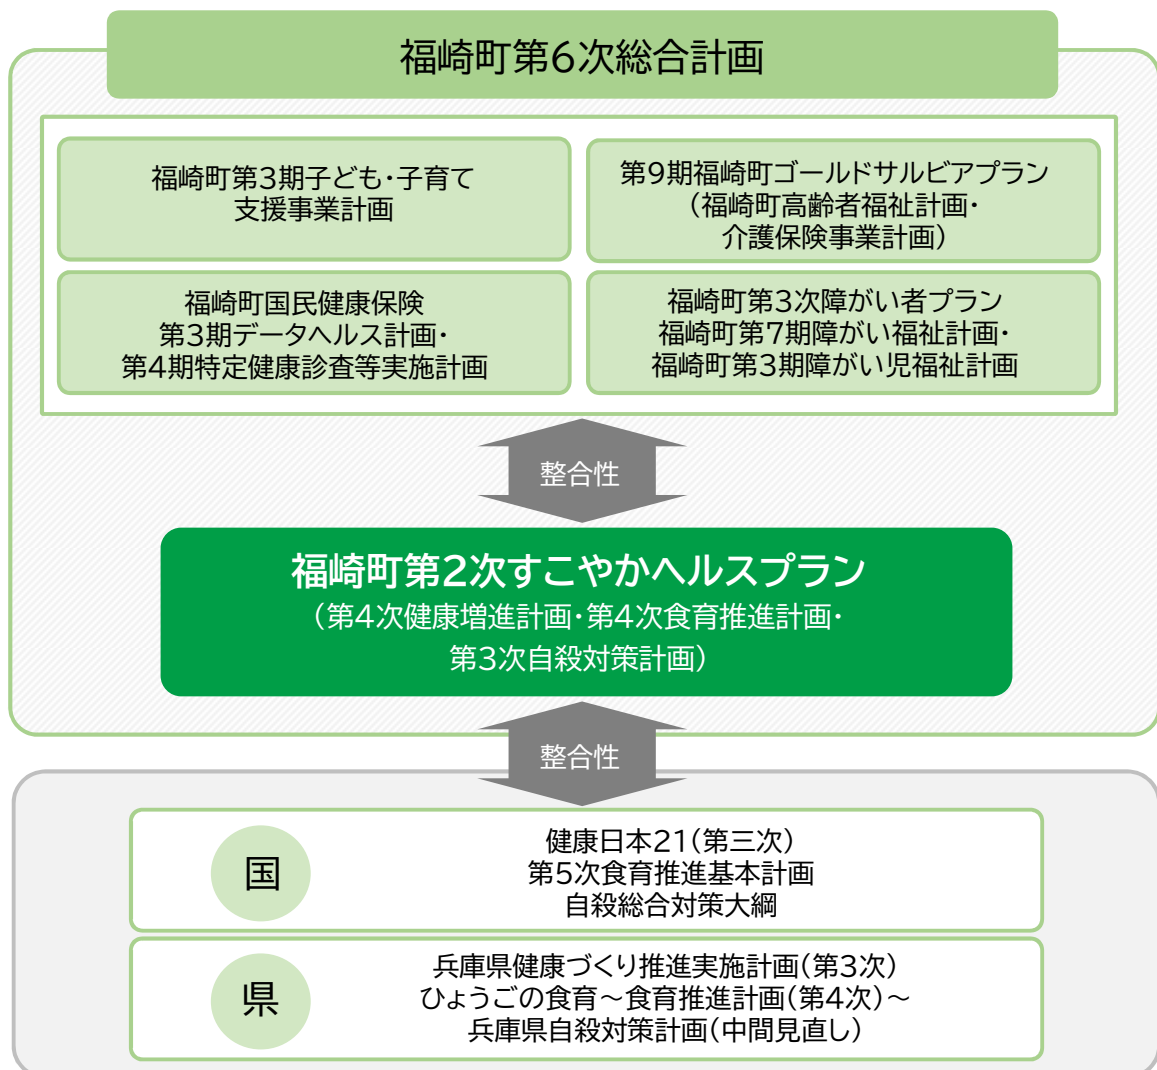 福崎町第6次総合計画
福崎町第3期子ども・子育て
支援事業計画
第9期福崎町ゴールドサルビアプラン
（福崎町高齢者福祉計画・
介護保険事業計画）
福崎町国民健康保険
第3期データヘルス計画・
第4期特定健康診査等実施計画
福崎町第3次障がい者プラン
福崎町第7期障がい福祉計画・
福崎町第3期障がい児福祉計画
整合性
福崎町第2次すこやかヘルスプラン
（第4次健康増進計画・第4次食育推進計画・
第3次自殺対策計画）
整合性
国
健康日本21（第三次）
第5次食育推進基本計画
自殺総合対策大綱
県
兵庫県健康づくり推進実施計画（第3次）
ひょうごの食育～食育推進計画（第4次）～
兵庫県自殺対策計画（中間見直し）